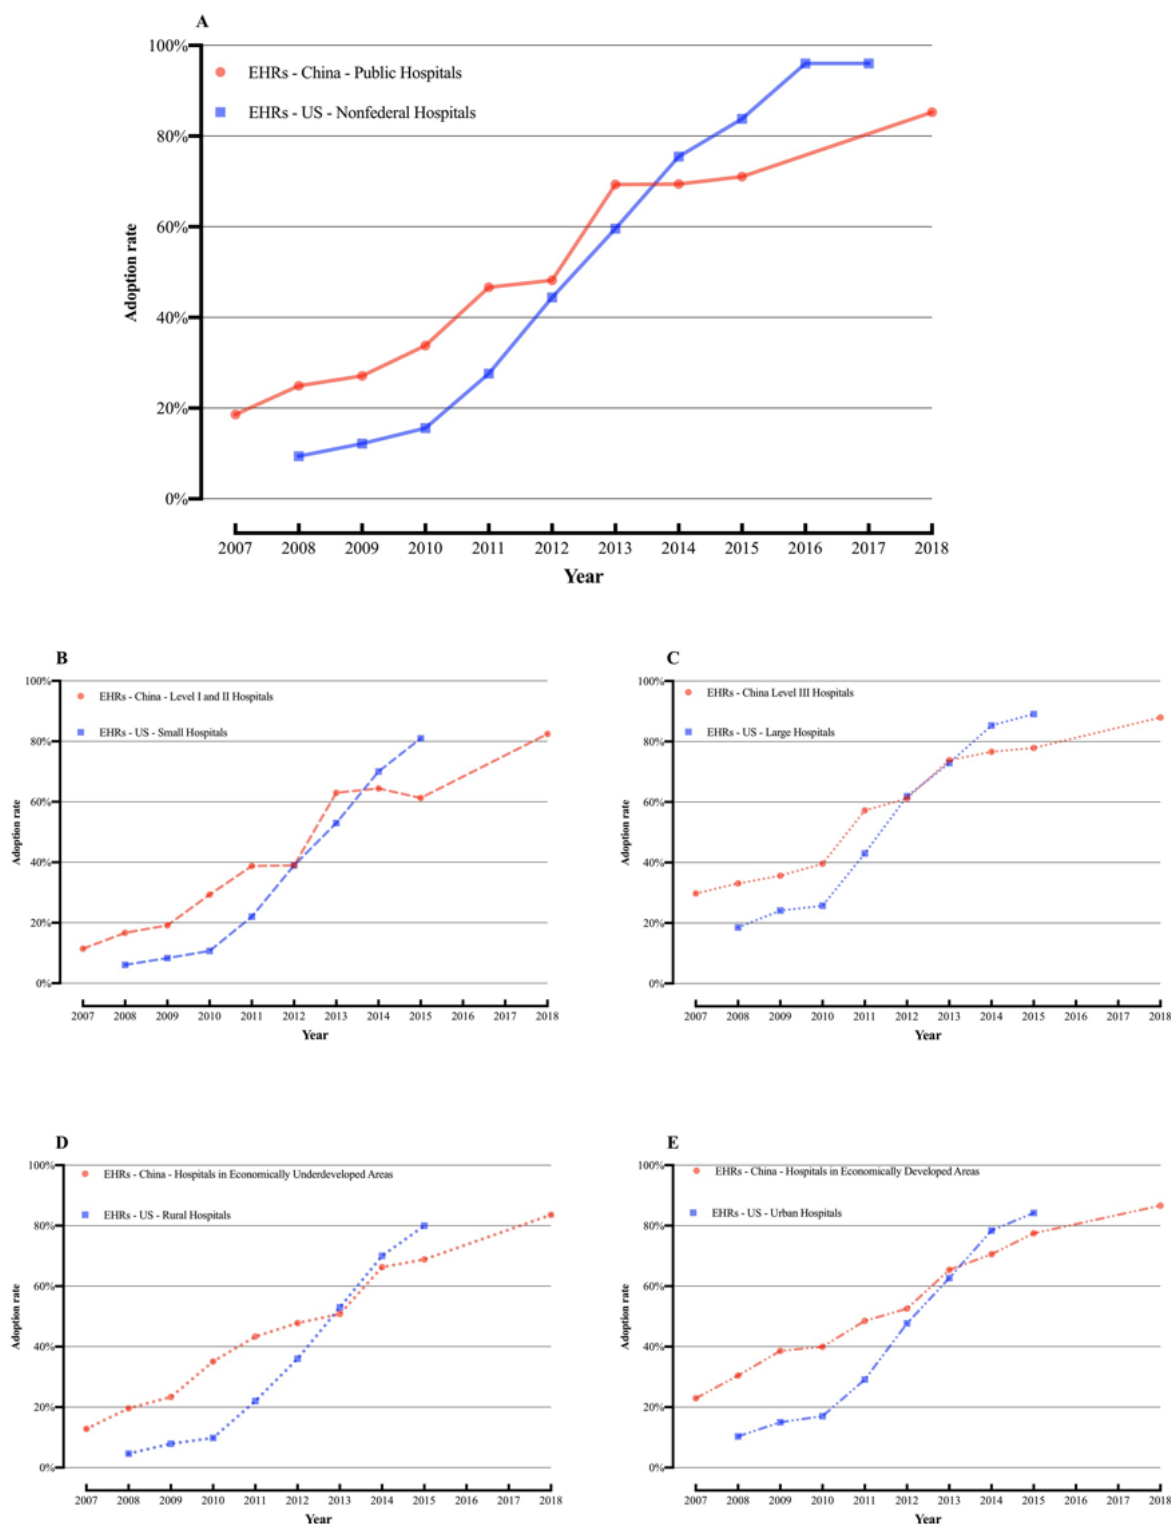 A
100%
EHRs - China - Public Hospitals
EHRs - US - Nonfederal Hospitals
80%
60%
Adoption rate
40%
20%
0%
2007 2008 2009 2010 2011 2012 2013 2014 2015 2016 2017 2018
Year
B
100%
EHRs - China - Level I and II Hospitals
EHRs - US - Small Hospitals
80%
60%
Adoption rate
40%
20%
0%
2007 2008 2009 2010 2011 2012 2013 2014 2015 2016 2017 2018
Year
C
100%
EHRs - China Level III Hospitals
EHRs - US - Large Hospitals
80%
60%
Adoption rate
40%
20%
0%
2007 2008 2009 2010 2011 2012 2013 2014 2015 2016 2017 2018
Year
D
100%
EHRs - China - Hospitals in Economically Underdeveloped Areas
EHRs - US - Rural Hospitals
80%
60%
Adoption rate
40%
20%
0%
2007 2008 2009 2010 2011 2012 2013 2014 2015 2016 2017 2018
Year
E
100%
EHRs - China - Hospitals in Economically Developed Areas
EHRs - US - Urban Hospitals
80%
60%
Adoption rate
40%
20%
0%
2007 2008 2009 2010 2011 2012 2013 2014 2015 2016 2017 2018
Year